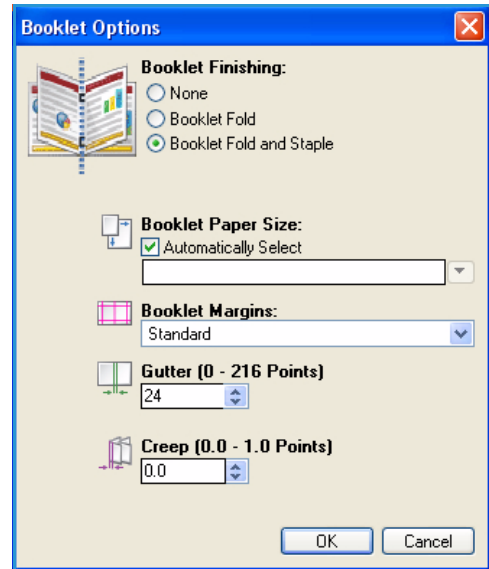 Booklet Options
Booklet Finishing:
None
Booklet Fold
Booklet Fold and Staple
Booklet Paper Size:
Automatically Select
Booklet Margins:
Standard
Gutter (0 - 216 Points)
24
Creep (0.0 - 1.0 Points)
0.0
OK Cancel